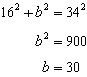 16² + b² = 34²
b² = 900
b = 30